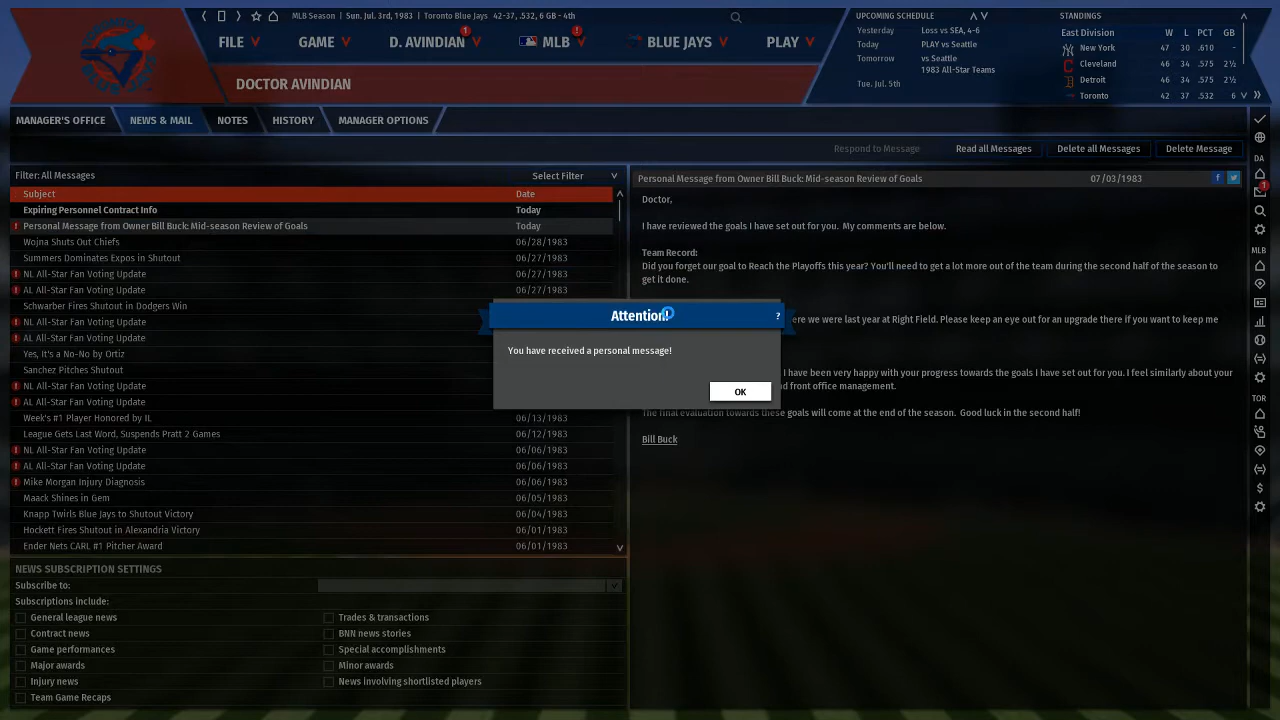 MLB Season | Sun. Jul. 3rd, 1983 | Toronto Blue Jays 42-37, .532, 6 GB - 4th
FILE GAME D. AVINDIAN 1 MLB ! BLUE JAYS PLAY
DOCTOR AVINDIAN
UPCOMING SCHEDULE
Yesterday Loss vs SEA, 4-6
Today PLAY vs Seattle
Tomorrow vs Seattle
1983 All-Star Teams
Tue. Jul. 5th
STANDINGS
East Division W L PCT GB
New York 47 30 .610 -
Cleveland 46 34 .575 2½
Detroit 46 34 .575 2½
Toronto 42 37 .532 6
MANAGER'S OFFICE NEWS & MAIL NOTES HISTORY MANAGER OPTIONS
Respond to Message Read all Messages Delete all Messages Delete Message
Filter: All Messages Select Filter
Subject Date
Expiring Personnel Contract Info Today
Personal Message from Owner Bill Buck: Mid-season Review of Goals Today
Wojna Shuts Out Chiefs 06/28/1983
Summers Dominates Expos in Shutout 06/27/1983
NL All-Star Fan Voting Update 06/27/1983
AL All-Star Fan Voting Update 06/27/1983
Schwarber Fires Shutout in Dodgers Win 06/27/1983
NL All-Star Fan Voting Update
AL All-Star Fan Voting Update
Yes, It's a No-No by Ortiz
Sanchez Pitches Shutout
NL All-Star Fan Voting Update
AL All-Star Fan Voting Update
Week's #1 Player Honored by IL 06/13/1983
League Gets Last Word, Suspends Pratt 2 Games 06/12/1983
NL All-Star Fan Voting Update 06/06/1983
AL All-Star Fan Voting Update 06/06/1983
Mike Morgan Injury Diagnosis 06/06/1983
Maack Shines in Gem 06/05/1983
Knapp Twirls Blue Jays to Shutout Victory 06/04/1983
Hockett Fires Shutout in Alexandria Victory 06/01/1983
Ender Nets CARL #1 Pitcher Award 06/01/1983
Personal Message from Owner Bill Buck: Mid-season Review of Goals 07/03/1983
Doctor,
I have reviewed the goals I have set out for you. My comments are below.
Team Record:
Did you forget our goal to Reach the Playoffs this year? You'll need to get a lot more out of the team during the second half of the season to
get it done.
ere we were last year at Right Field. Please keep an eye out for an upgrade there if you want to keep me
I have been very happy with your progress towards the goals I have set out for you. I feel similarly about your
d front office management.
The final evaluation towards these goals will come at the end of the season. Good luck in the second half!
Bill Buck
Attention! ?
You have received a personal message!
OK
NEWS SUBSCRIPTION SETTINGS
Subscribe to:
Subscriptions include:
General league news Trades & transactions
Contract news BNN news stories
Game performances Special accomplishments
Major awards Minor awards
Injury news News involving shortlisted players
Team Game Recaps
DA
1
MLB
TOR